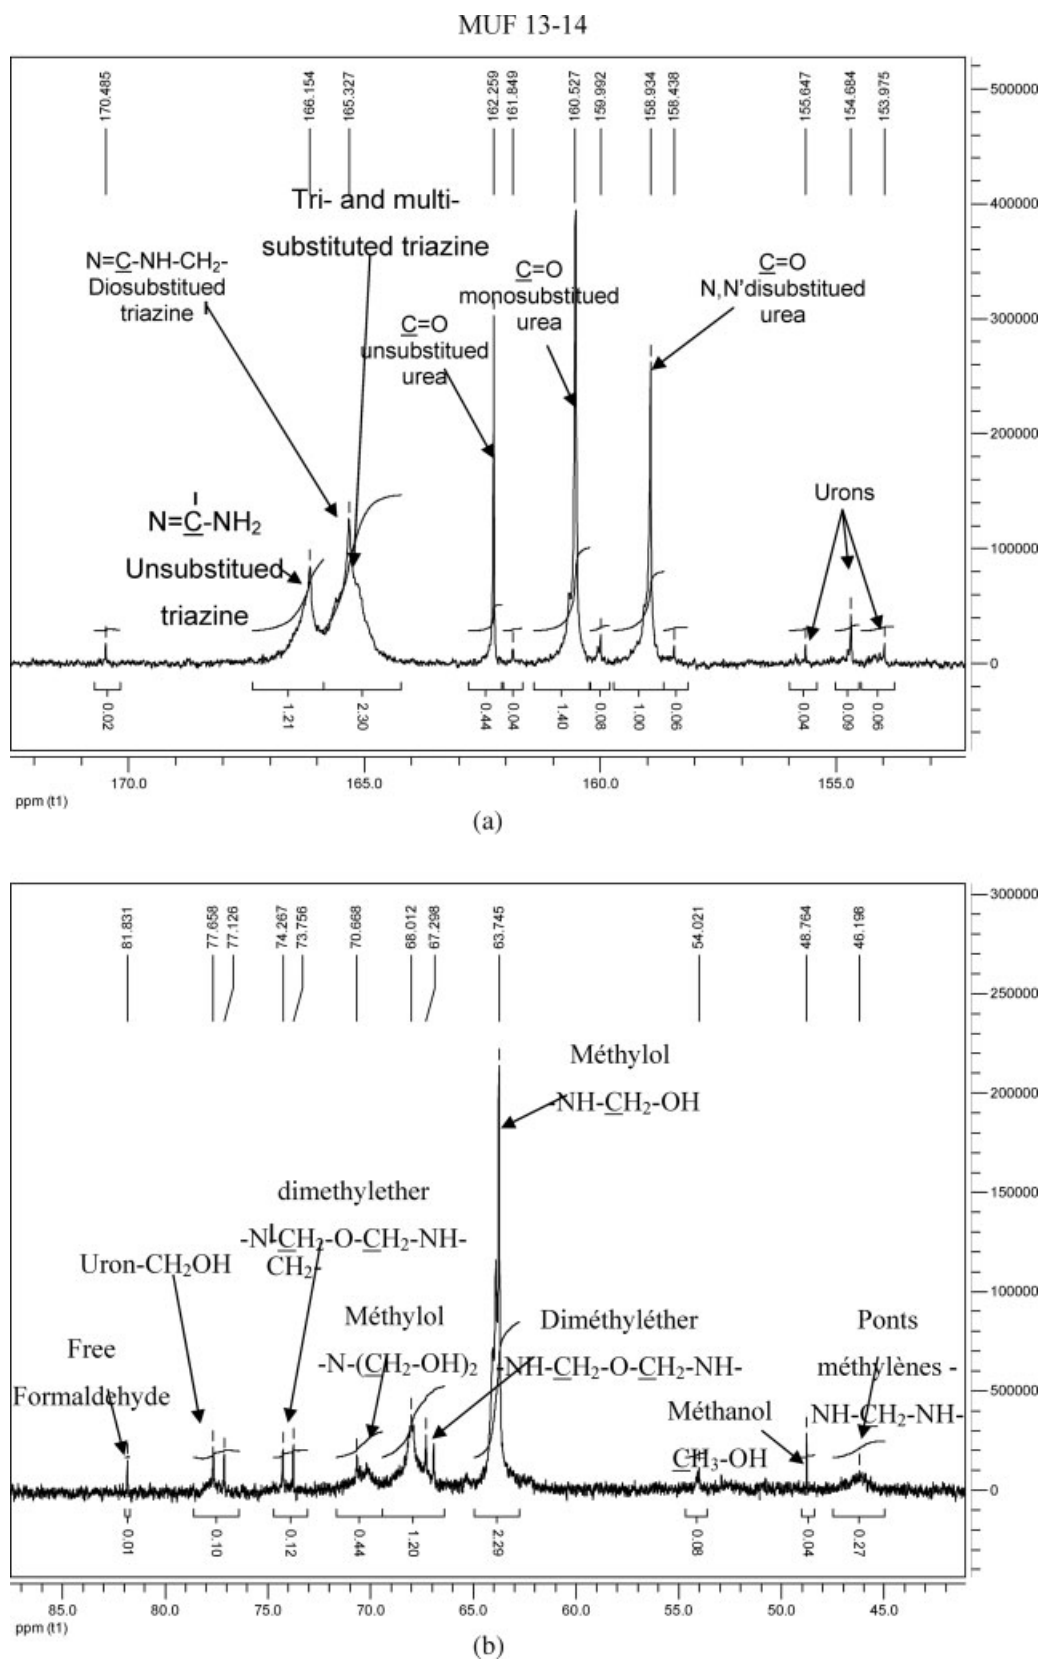 MUF 13-14
170.485
166.154
165.327
162.259
161.849
160.527
159.992
158.934
158.438
155.647
154.684
153.975
500000
400000
300000
200000
100000
0
Tri- and multi-
substituted triazine
N=C-NH-CH2-
Diosubstitued
triazine
C=O
unsubstitued
urea
C=O
monosubstitued
urea
C=O
N,N'disubstitued
urea
N=C-NH2
Unsubstitued
triazine
Urons
0.02
1.21
2.30
0.44
0.04
1.40
0.08
1.00
0.06
0.04
0.09
0.06
170.0
165.0
160.0
155.0
ppm (t1)
(a)
81.831
77.658
77.126
74.267
73.756
70.698
68.012
67.298
63.745
54.021
48.764
46.198
300000
250000
200000
150000
100000
500000
0
Méthylol
-NH-CH2-OH
dimethylether
-N-CH2-O-CH2-NH-
CH2-
Uron-CH2OH
Free
Formaldehyde
Méthylol
-N-(CH2-OH)2
Diméthyléther
-NH-CH2-O-CH2-NH-
Méthanol
CH3-OH
Ponts
méthylènes -
NH-CH2-NH-
0.01
0.10
0.12
0.44
1.20
2.29
0.08
0.04
0.27
85.0
80.0
75.0
70.0
65.0
60.0
55.0
50.0
45.0
ppm (t1)
(b)